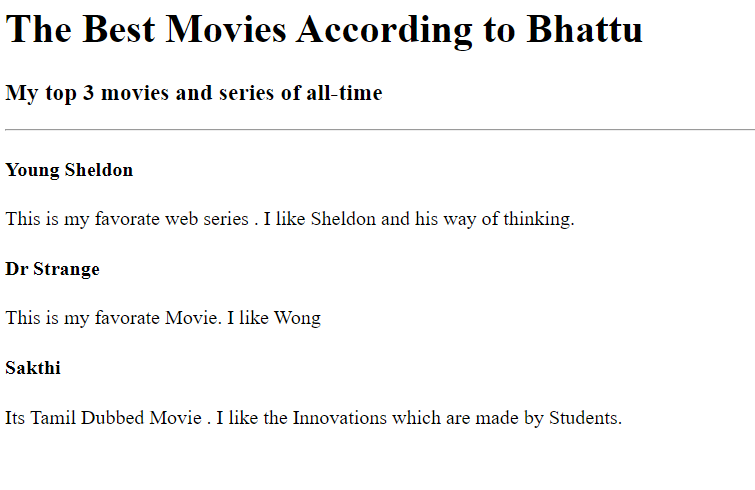 The Best Movies According to Bhattu
My top 3 movies and series of all-time
Young Sheldon
This is my favorate web series . I like Sheldon and his way of thinking.
Dr Strange
This is my favorate Movie. I like Wong
Sakthi
Its Tamil Dubbed Movie . I like the Innovations which are made by Students.